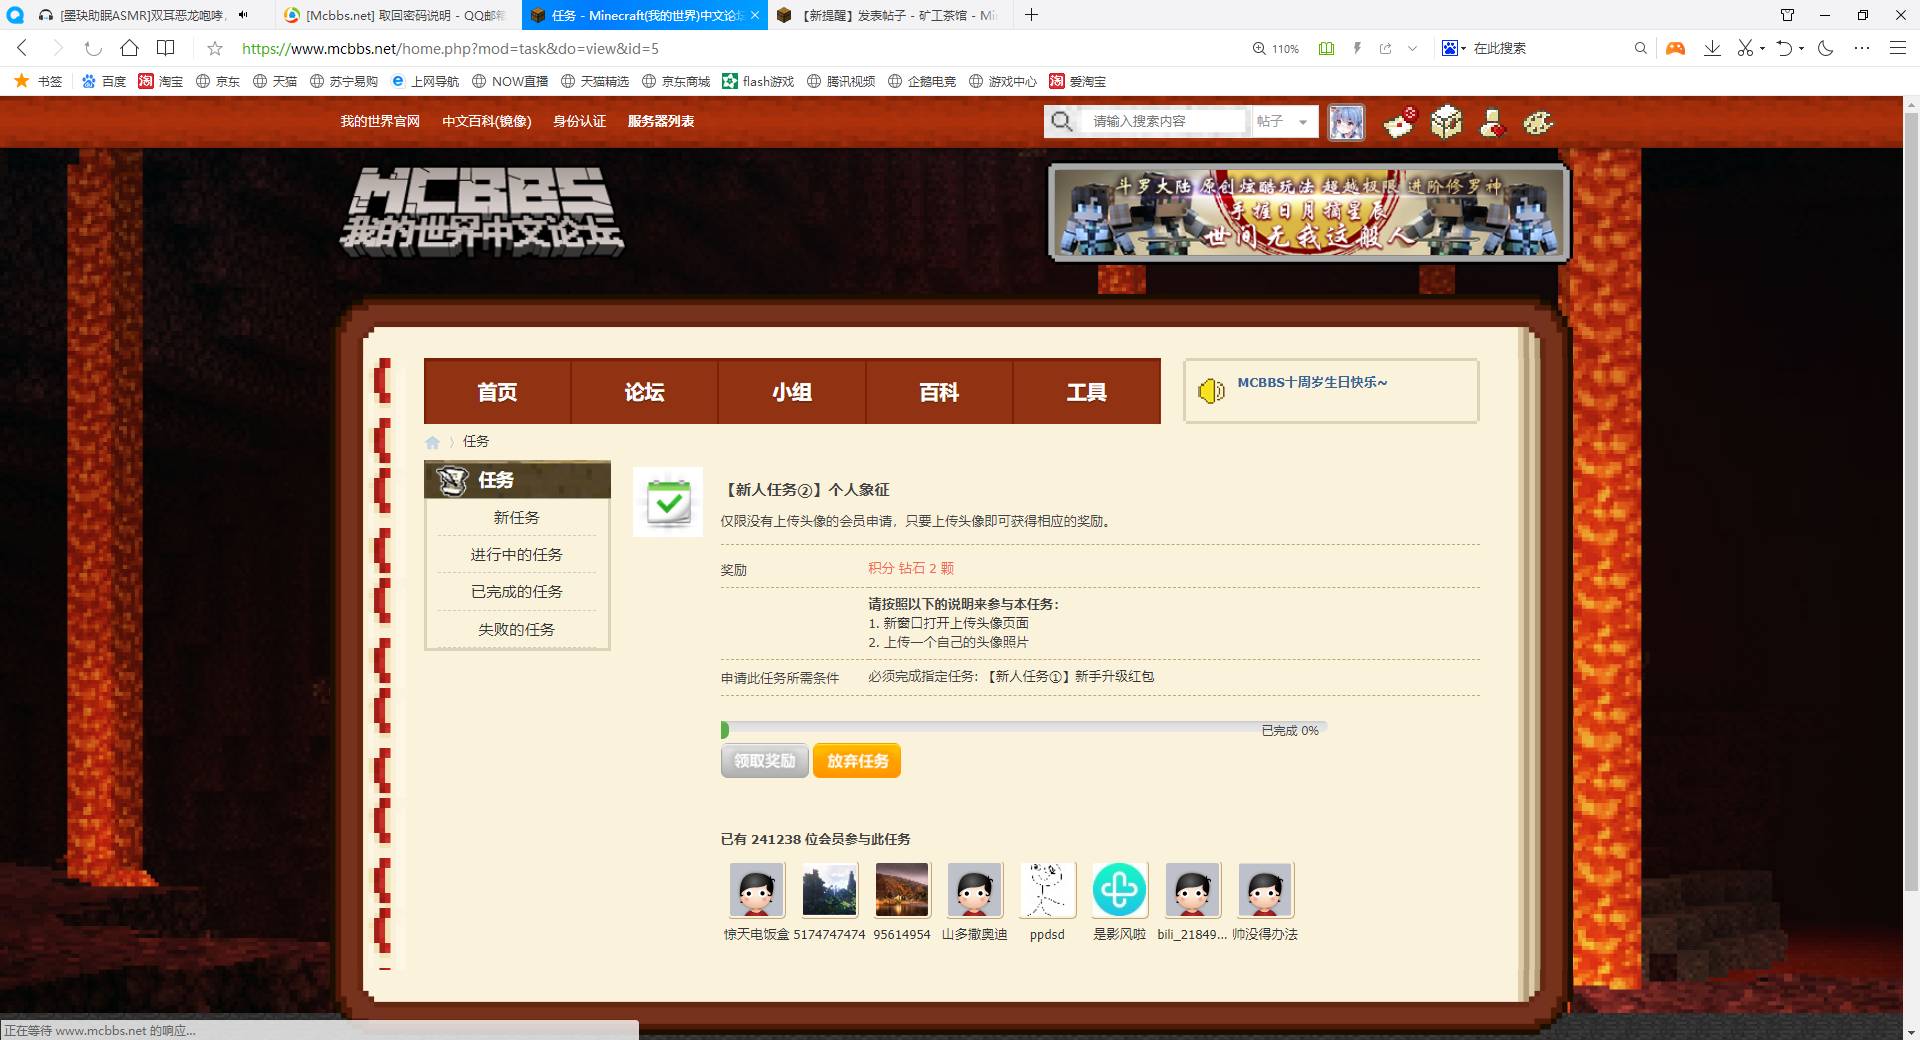 [墨玦助眠ASMR]双耳恶龙咆哮,
[Mcbbs.net] 取回密码说明 - QQ邮箱
任务 - Minecraft(我的世界)中文论坛
【新提醒】发表帖子 - 矿工茶馆 - Mi
https://www.mcbbs.net/home.php?mod=task&do=view&id=5
110%
在此搜索
书签
百度
淘宝
京东
天猫
苏宁易购
上网导航
NOW直播
天猫精选
京东商城
flash游戏
腾讯视频
企鹅电竞
游戏中心
爱淘宝
我的世界官网
中文百科(镜像)
身份认证
服务器列表
请输入搜索内容
帖子
MCBBS
我的世界中文论坛
斗罗大陆 原创炫酷玩法 超越极限 进阶修罗神
手握日月摘星辰
世间无我这般人
首页
论坛
小组
百科
工具
MCBBS十周岁生日快乐~
任务
任务
新任务
进行中的任务
已完成的任务
失败的任务
【新人任务②】个人象征
仅限没有上传头像的会员申请，只要上传头像即可获得相应的奖励。
奖励
积分 钻石 2 颗
请按照以下的说明来参与本任务：
1. 新窗口打开上传头像页面
2. 上传一个自己的头像照片
申请此任务所需条件
必须完成指定任务: 【新人任务①】新手升级红包
已完成 0%
领取奖励
放弃任务
已有 241238 位会员参与此任务
惊天电饭盒
5174747474
95614954
山多撒奥迪
ppdsd
是影风啦
bili_21849...
帅没得办法
正在等待 www.mcbbs.net 的响应...